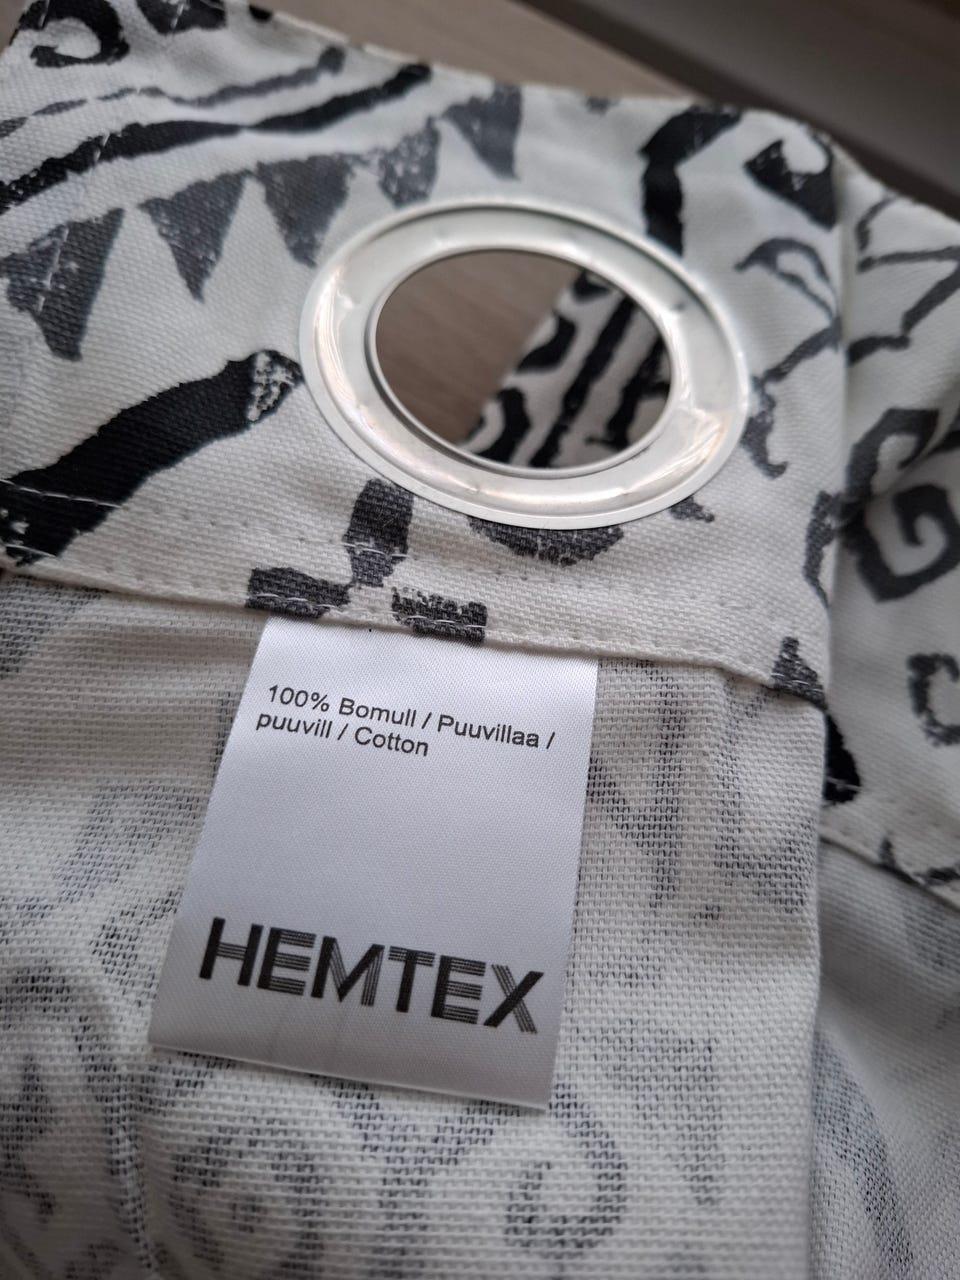 100% Bomull / Puuvillaa /
puuvill / Cotton
HEMTEX